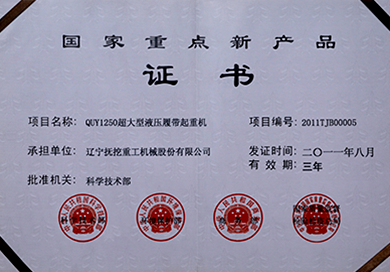 国家重点新产品
证书
项目名称：QUY1250超大型液压履带起重机
项目编号：2011TJB00005
承担单位：辽宁抚挖重工机械股份有限公司
发证时间：二〇一一年八月
有效期：三年
批准机关：科学技术部